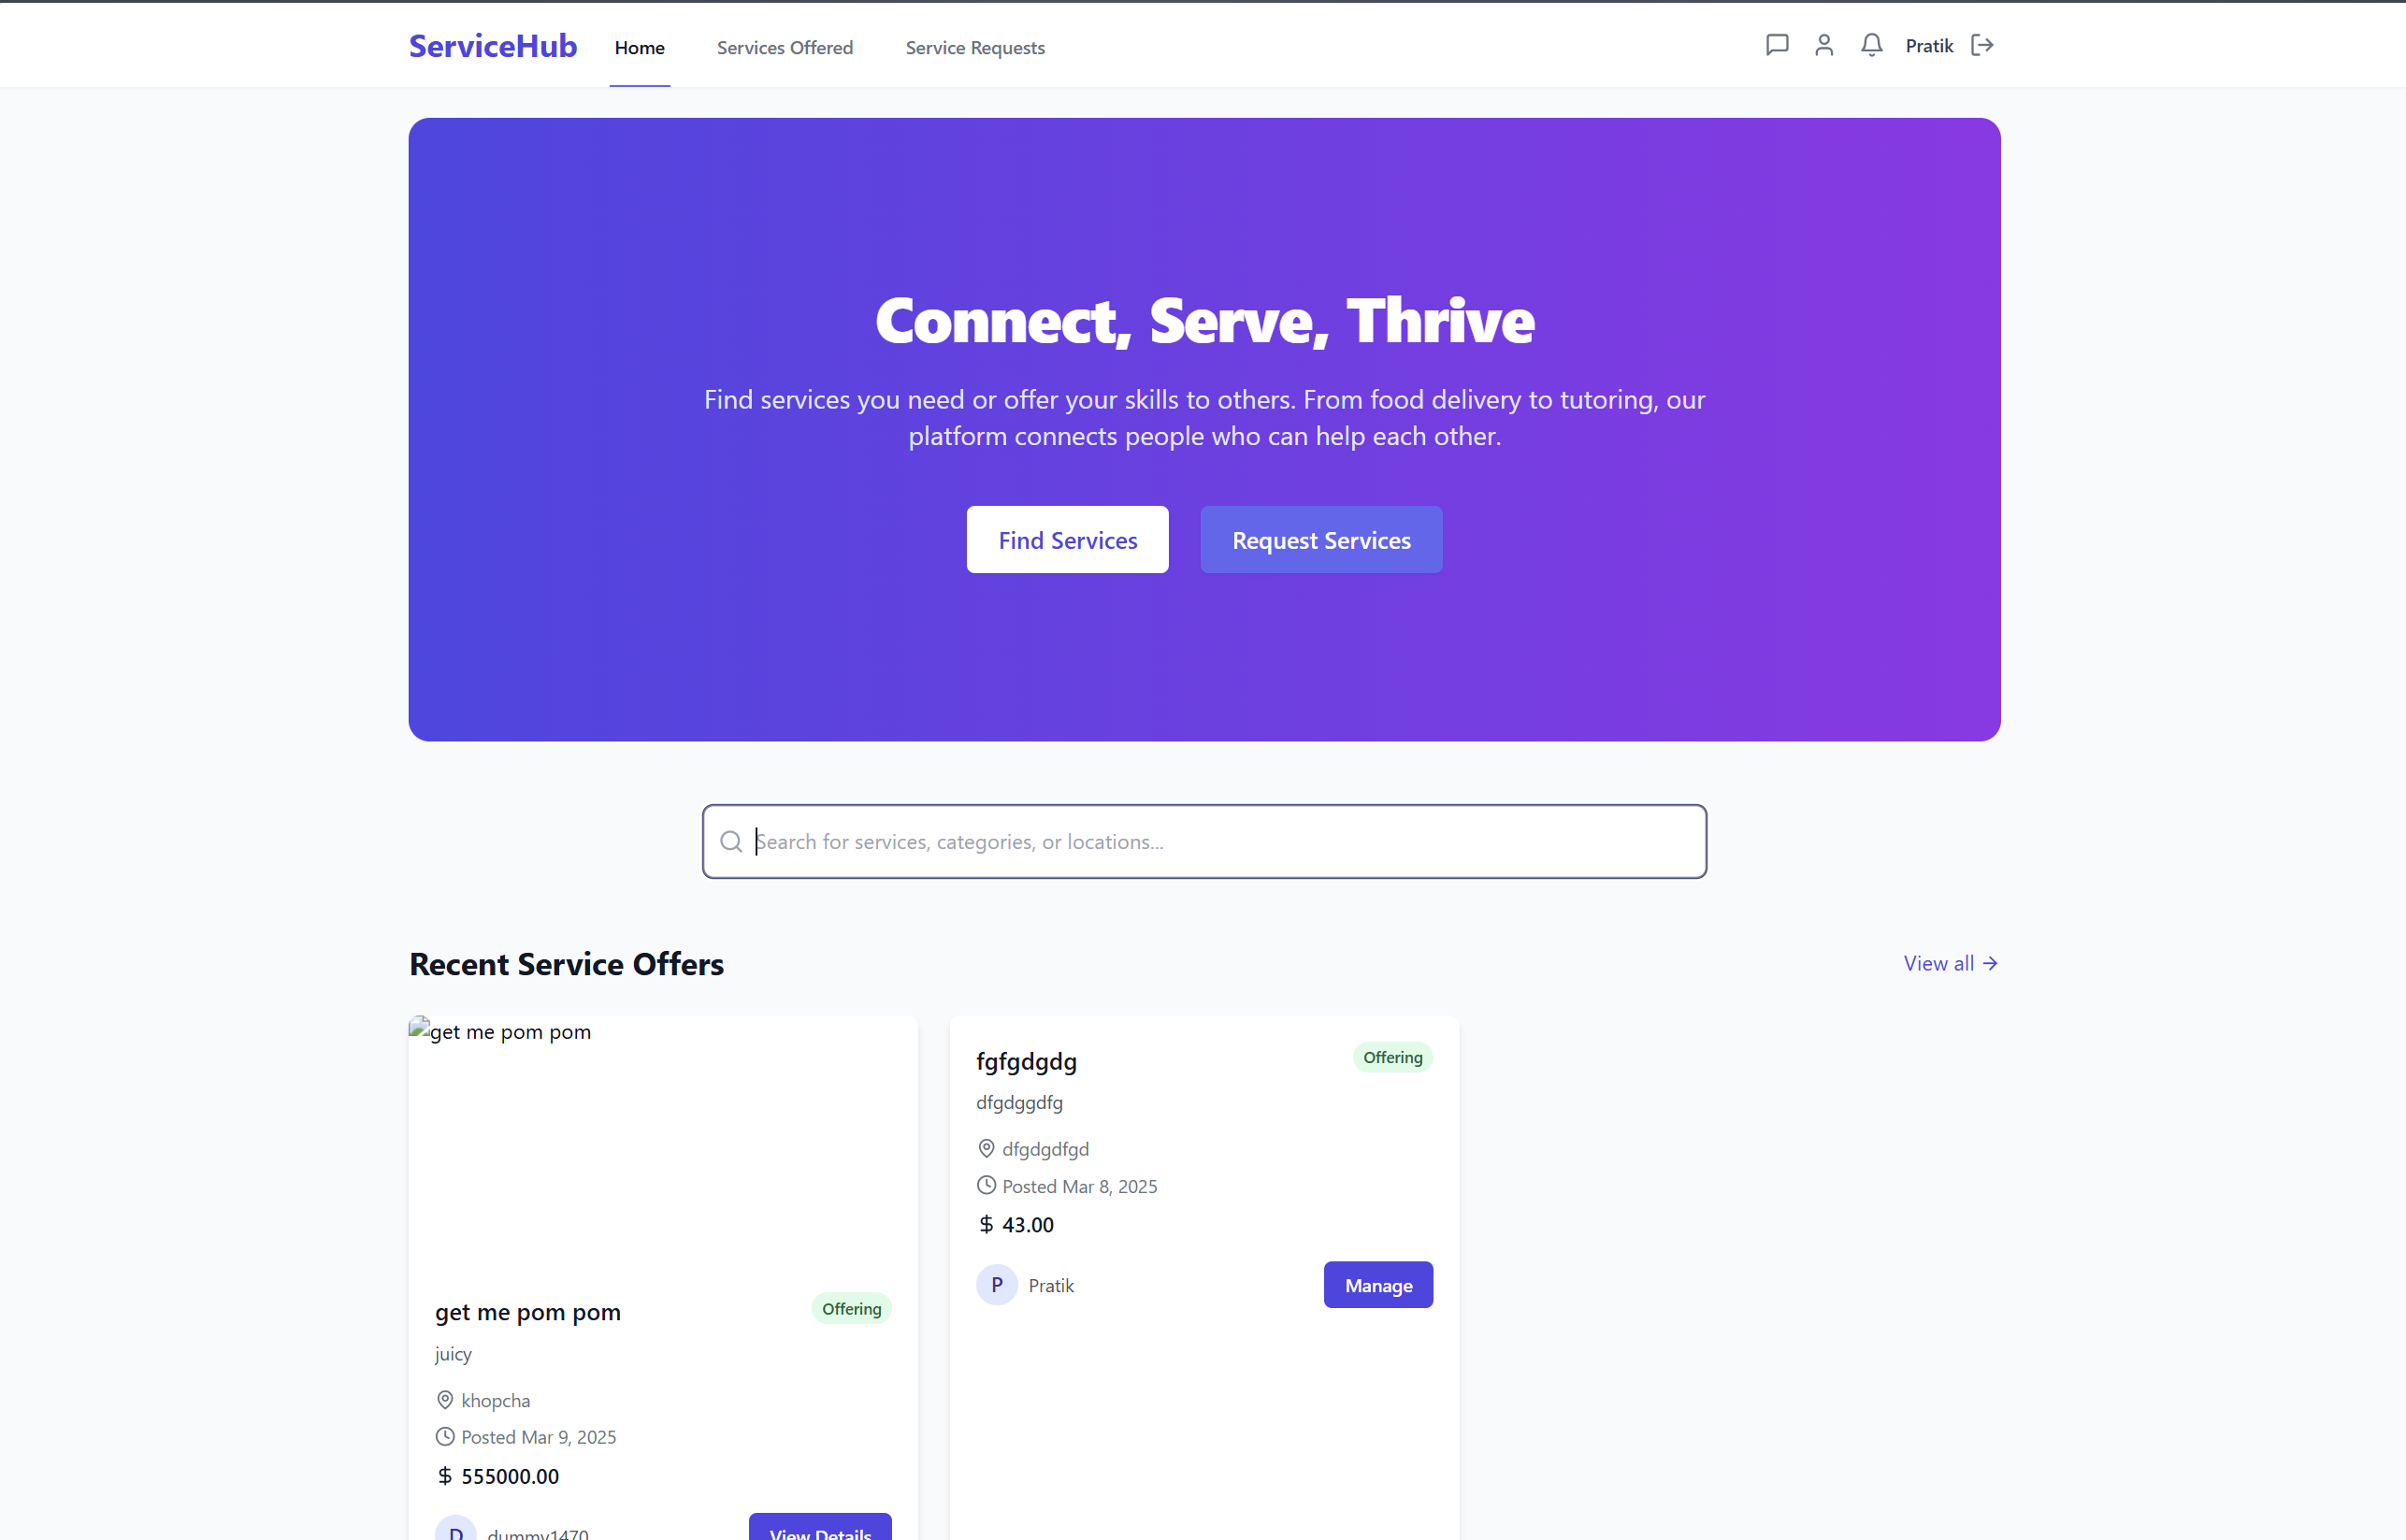 ServiceHub
Home
Services Offered
Service Requests
Pratik
Connect, Serve, Thrive
Find services you need or offer your skills to others. From food delivery to tutoring, our
platform connects people who can help each other.
Find Services
Request Services
Search for services, categories, or locations...
Recent Service Offers
View all
get me pom pom
get me pom pom
Offering
juicy
khopcha
Posted Mar 9, 2025
$ 555000.00
D
dummy1470
View Details
fgfgdgdg
Offering
dfgdggdfg
dfgdgdfgd
Posted Mar 8, 2025
$ 43.00
P
Pratik
Manage